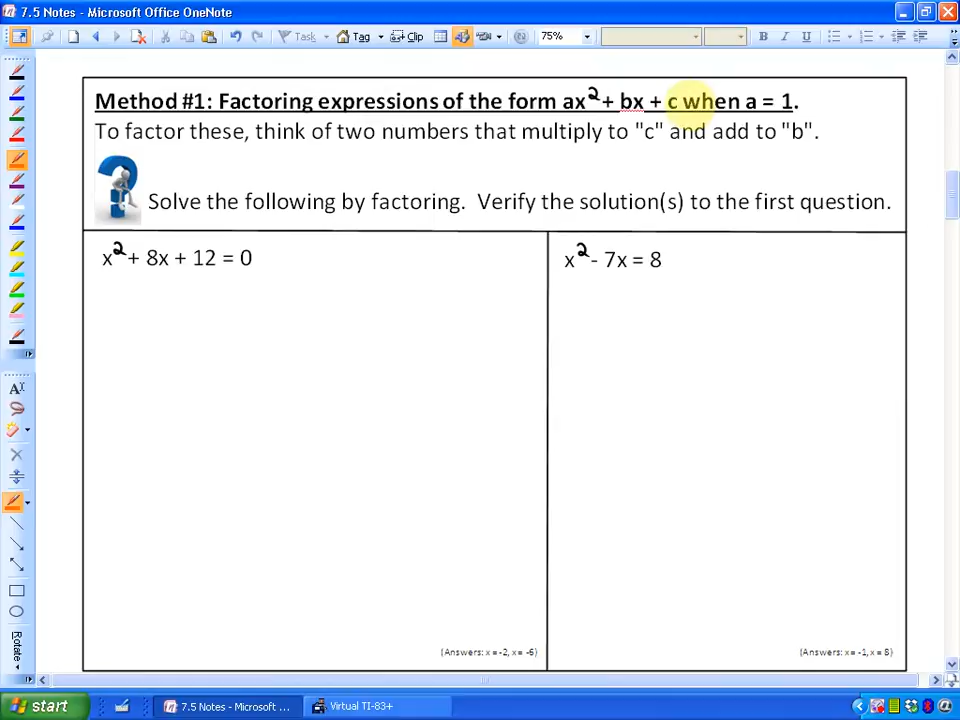 7.5 Notes - Microsoft Office OneNote
Task Tag Clip 75% B I U
Method #1: Factoring expressions of the form ax² + bx + c when a = 1.
To factor these, think of two numbers that multiply to "c" and add to "b".
Solve the following by factoring. Verify the solution(s) to the first question.
x² + 8x + 12 = 0
x² - 7x = 8
(Answers: x = -2, x = -6)
(Answers: x = -1, x = 8)
Rotate
start 7.5 Notes - Microsoft ... Virtual TI-83+